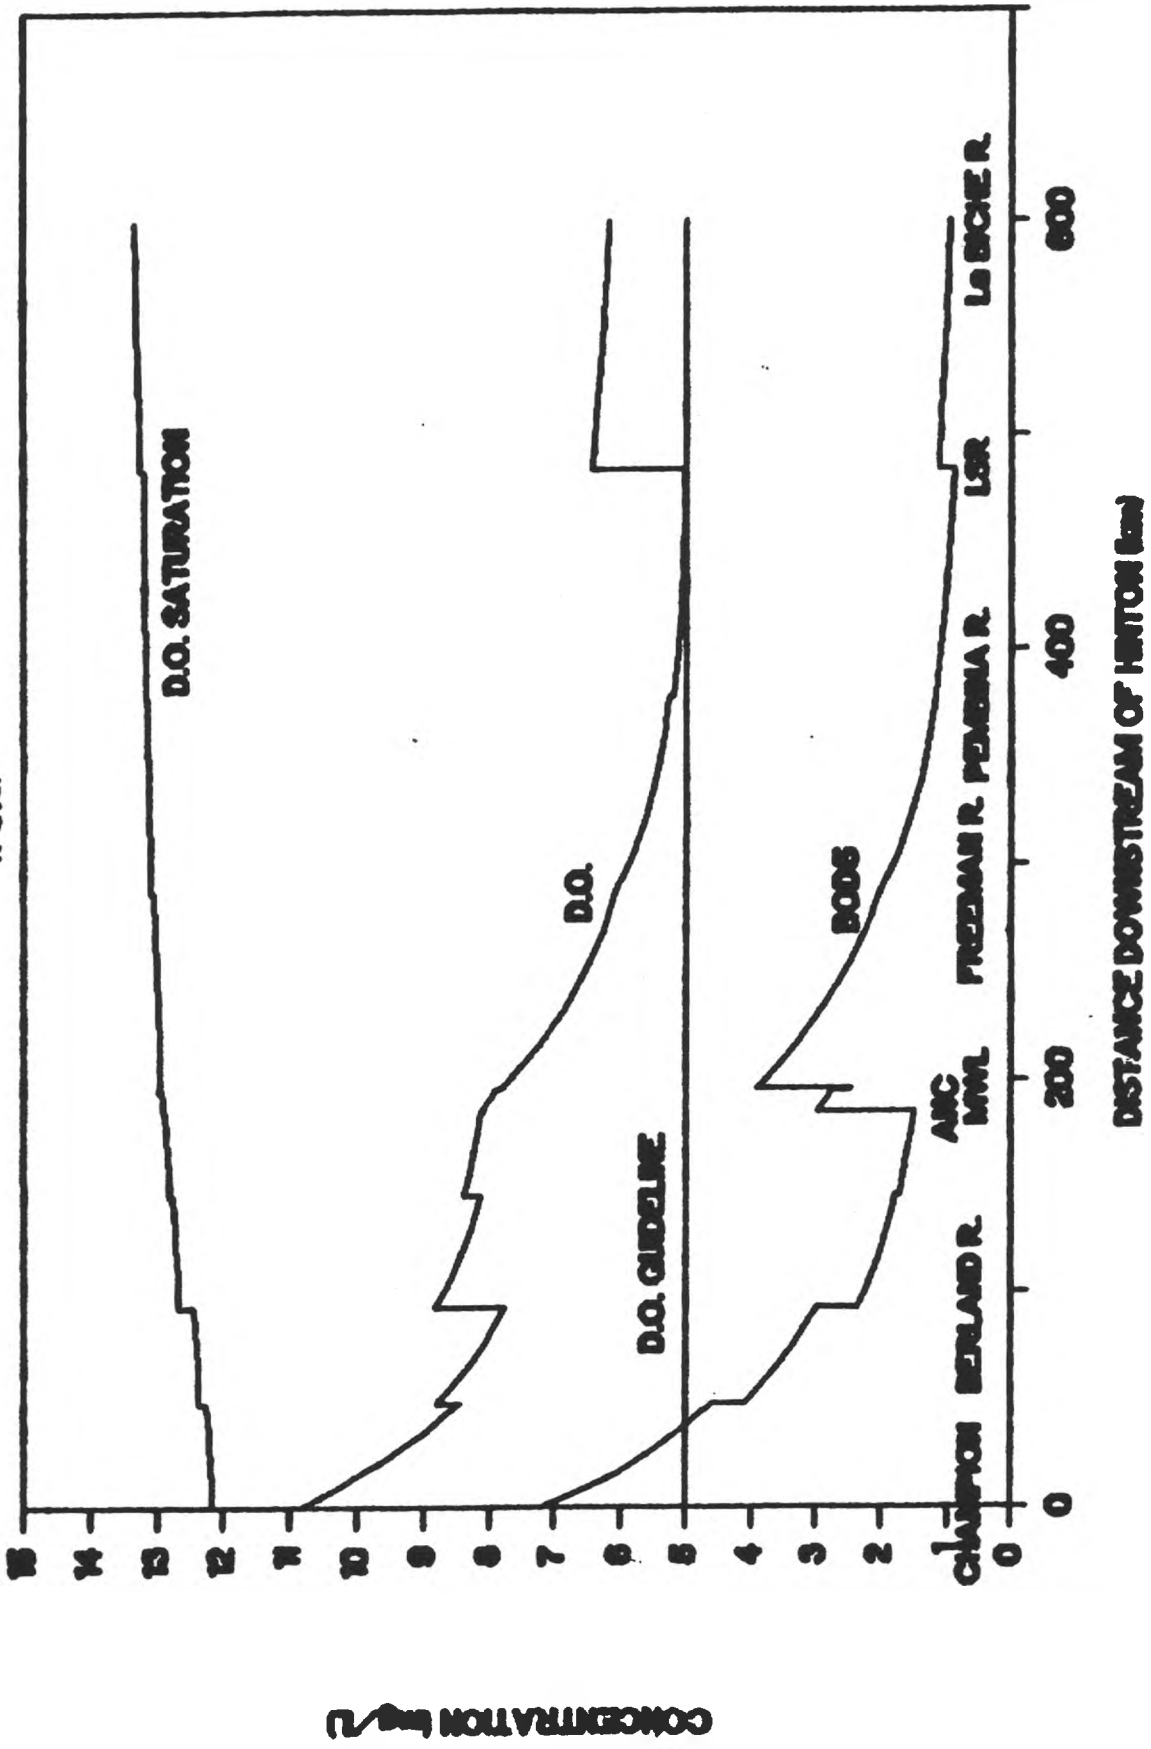 15
14
13
12
11
10
9
8
7
6
5
4
3
2
1
0
CONCENTRATION (mg/L)
D.O. SATURATION
D.O.
D.O. GUIDELINE
BOD5
CHAMPION
BERLAND R.
ANC
MWL
FREEMAN R.
PEMBINA R.
LSR
La BICHE R.
0
200
400
600
DISTANCE DOWNSTREAM OF HINTON (km)